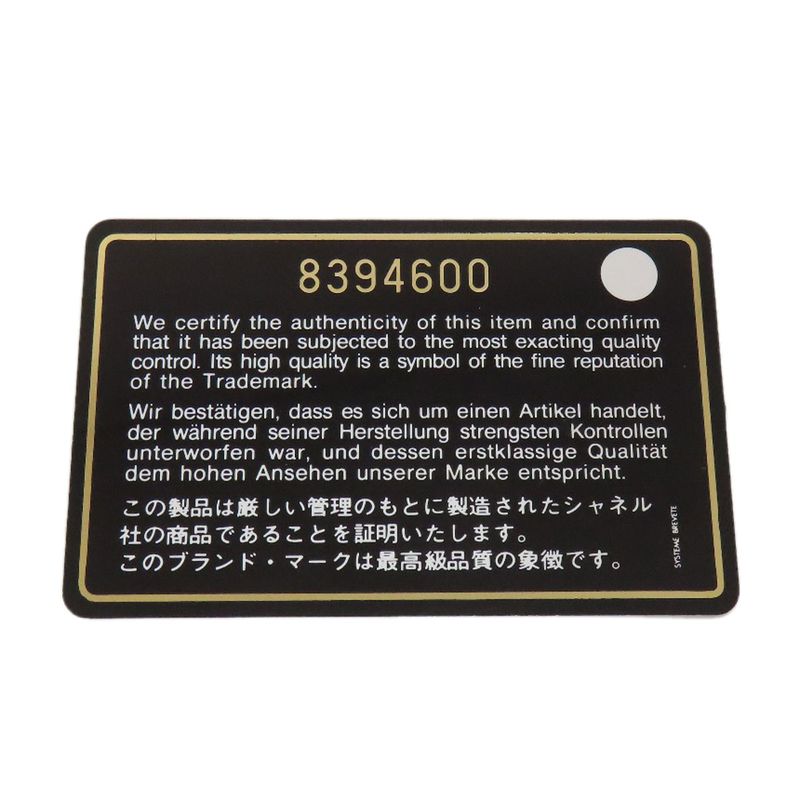 8394600
We certify the authenticity of this item and confirm
that it has been subjected to the most exacting quality
control. Its high quality is a symbol of the fine reputation
of the Trademark.
Wir bestätigen, dass es sich um einen Artikel handelt,
der während seiner Herstellung strengsten Kontrollen
unterworfen war, und dessen erstklassige Qualität
dem hohen Ansehen unserer Marke entspricht.
この製品は厳しい管理のもとに製造されたシャネル
社の商品であることを証明いたします。
このブランド・マークは最高級品質の象徴です。
SYSTEME BREVETE